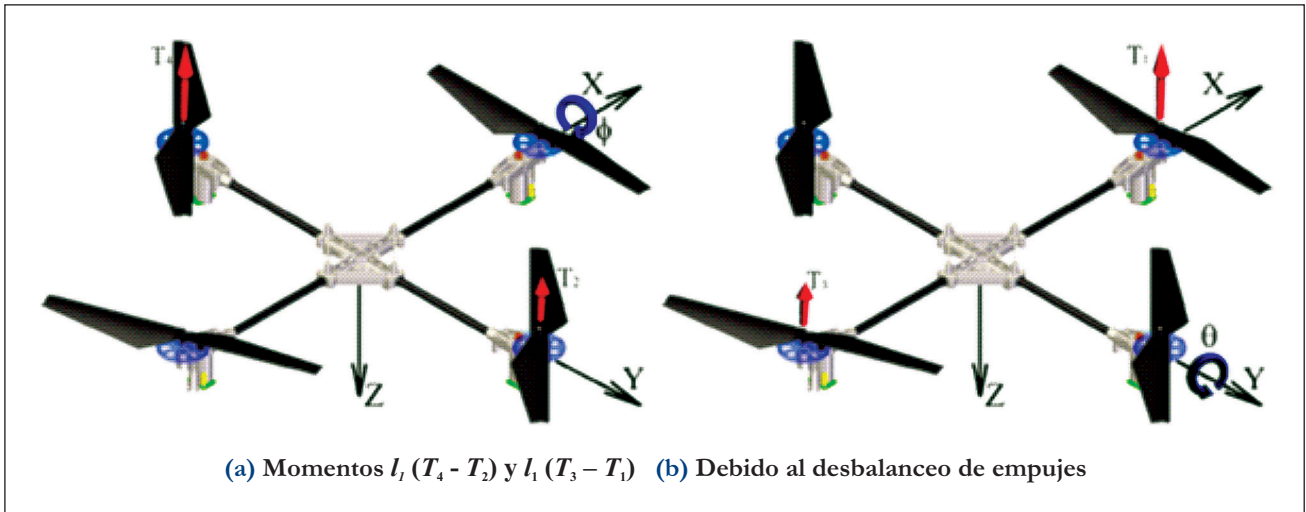 T₄
X
ϕ
T₂
Y
Z
T₁
X
T₃
θ
Y
Z
(a) Momentos l₁ (T₄ - T₂) y l₁ (T₃ – T₁) (b) Debido al desbalanceo de empujes